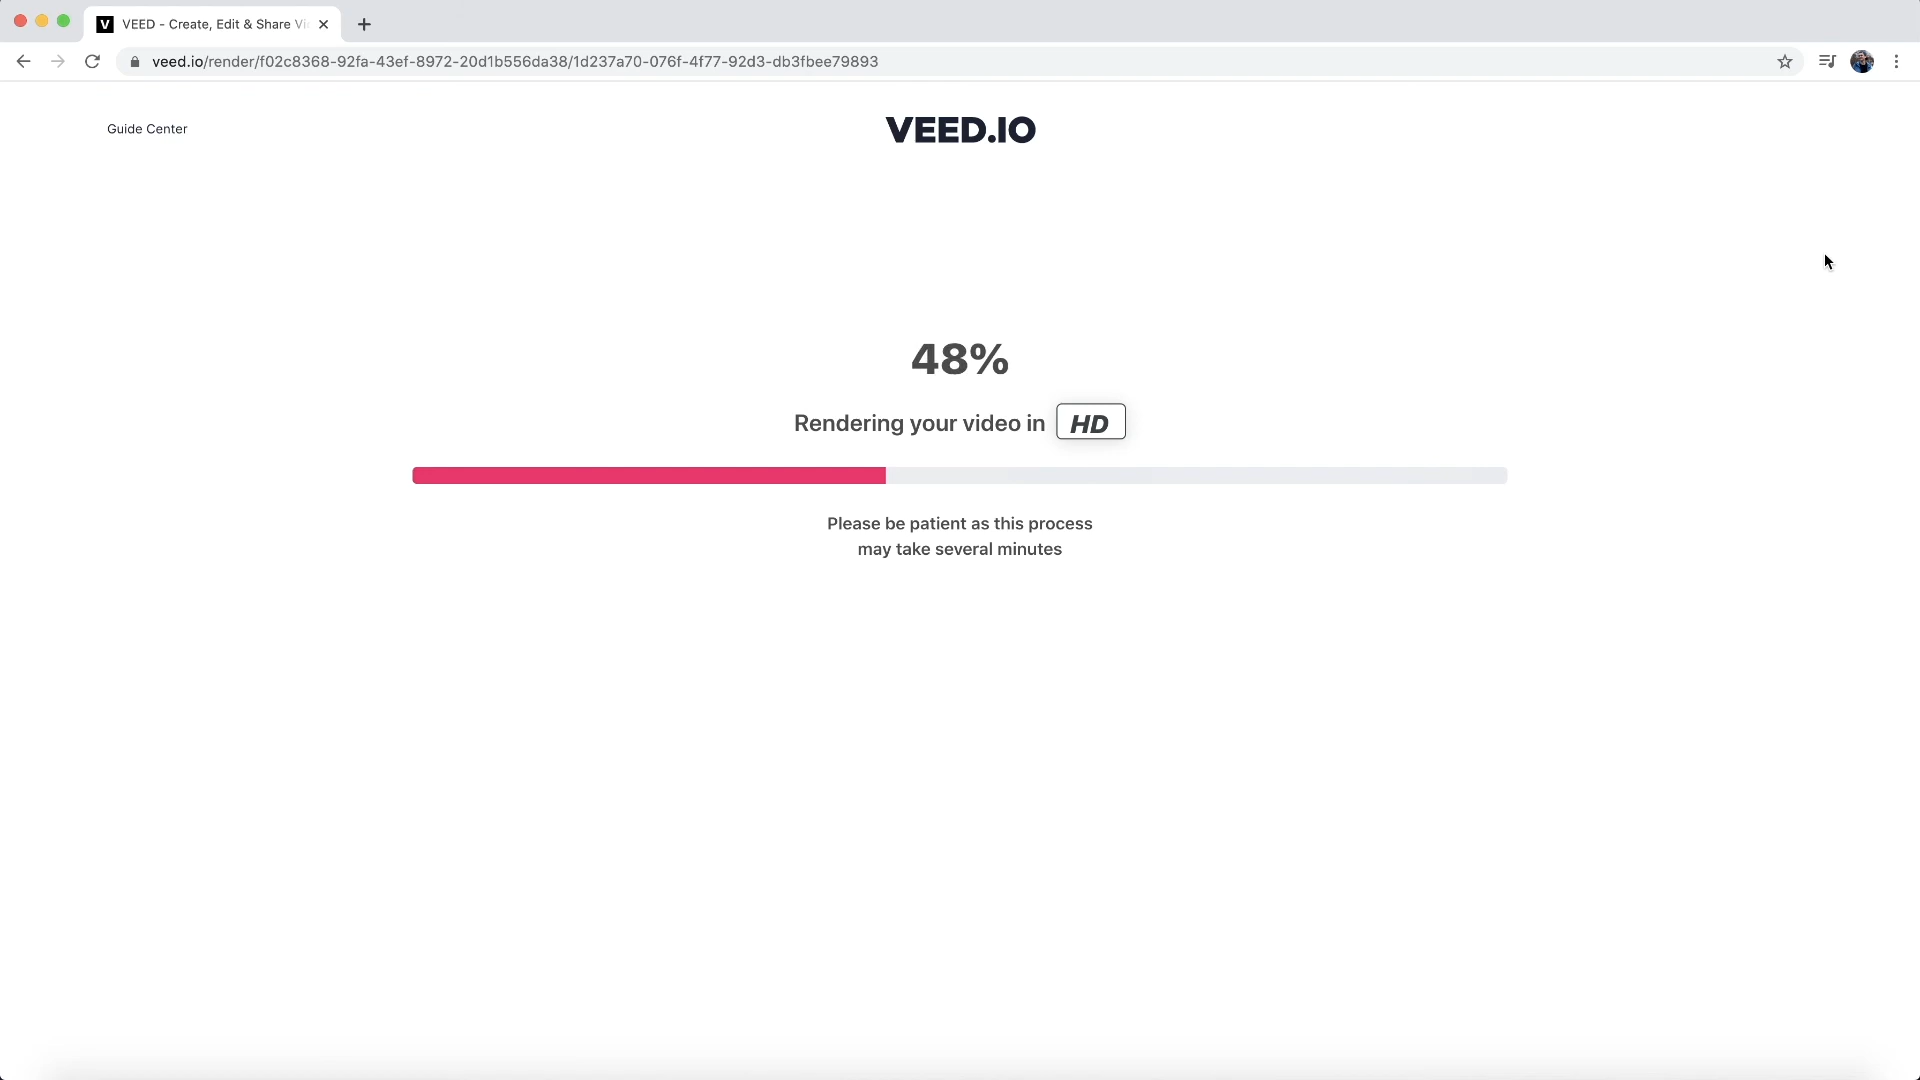 V VEED - Create, Edit & Share Vi
veed.io/render/f02c8368-92fa-43ef-8972-20d1b556da38/1d237a70-076f-4f77-92d3-db3fbee79893
Guide Center
VEED.IO
48%
Rendering your video in HD
Please be patient as this process
may take several minutes